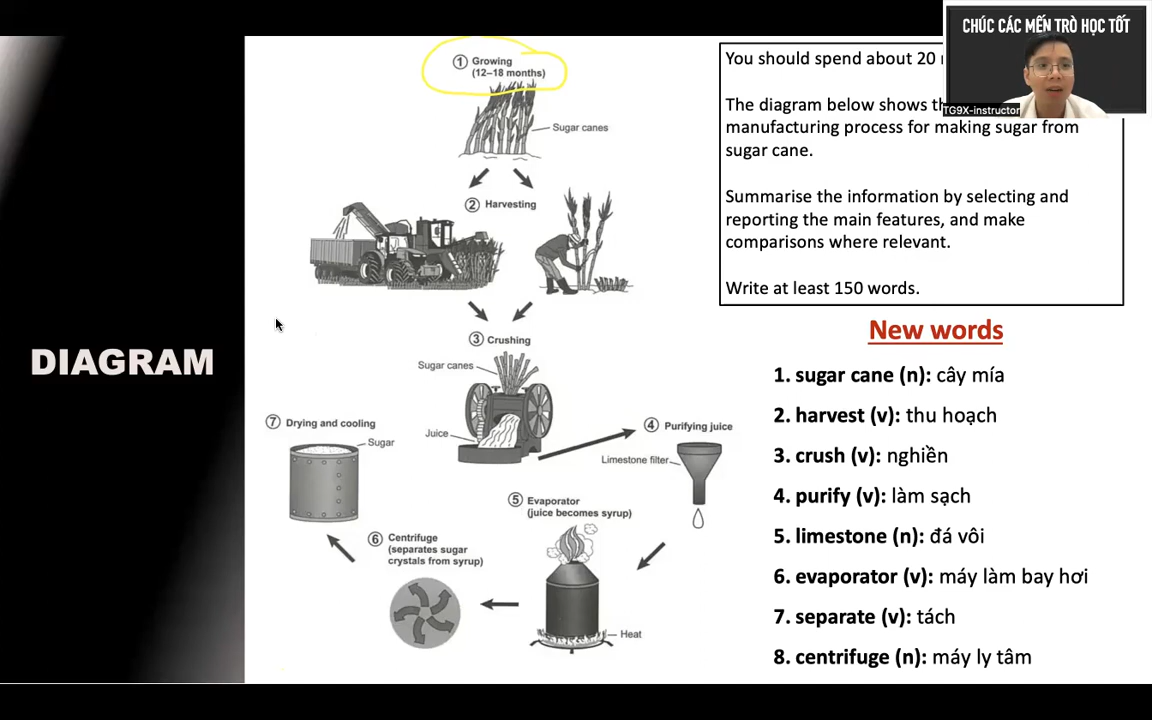 CHÚC CÁC MẾN TRÒ HỌC TỐT
TG9X-instructor
DIAGRAM
1 Growing
(12–18 months)
Sugar canes
2 Harvesting
3 Crushing
Sugar canes
Juice
4 Purifying juice
Limestone filter
5 Evaporator
(juice becomes syrup)
Heat
6 Centrifuge
(separates sugar
crystals from syrup)
7 Drying and cooling
Sugar
You should spend about 20
The diagram below shows
manufacturing process for making sugar from
sugar cane.
Summarise the information by selecting and
reporting the main features, and make
comparisons where relevant.
Write at least 150 words.
New words
1. sugar cane (n): cây mía
2. harvest (v): thu hoạch
3. crush (v): nghiền
4. purify (v): làm sạch
5. limestone (n): đá vôi
6. evaporator (v): máy làm bay hơi
7. separate (v): tách
8. centrifuge (n): máy ly tâm